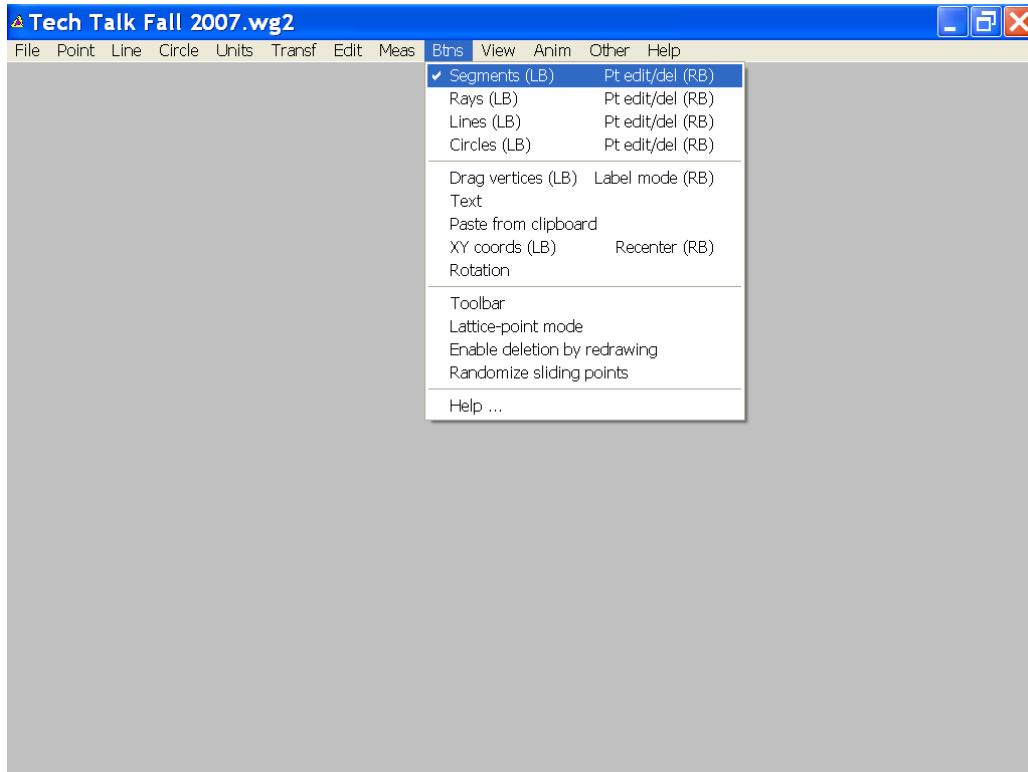 Tech Talk Fall 2007.wg2
File Point Line Circle Units Transf Edit Meas Btns View Anim Other Help
Segments (LB) Pt edit/del (RB)
Rays (LB) Pt edit/del (RB)
Lines (LB) Pt edit/del (RB)
Circles (LB) Pt edit/del (RB)
Drag vertices (LB) Label mode (RB)
Text
Paste from clipboard
XY coords (LB) Recenter (RB)
Rotation
Toolbar
Lattice-point mode
Enable deletion by redrawing
Randomize sliding points
Help ...